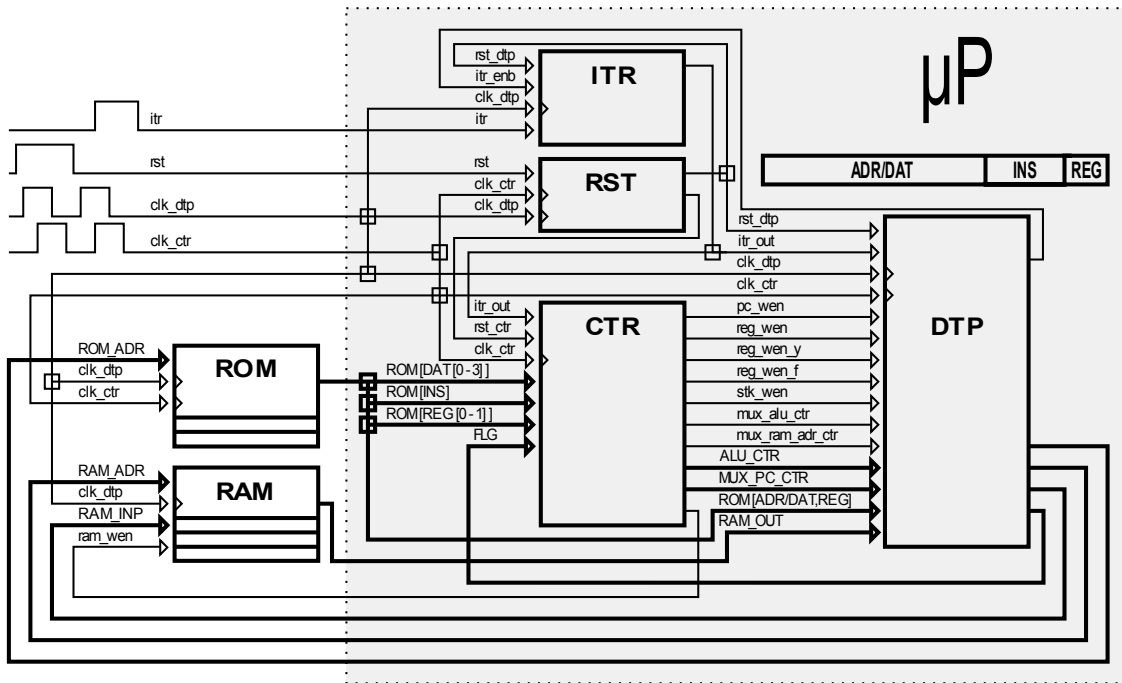 µP
rst_dtp
itr_enb
clk_dtp
itr
ITR
itr
rst
clk_dtp
clk_ctr
rst
clk_ctr
clk_dtp
RST
ADR/DAT INS REG
rst_dtp
itr_out
clk_dtp
clk_ctr
pc_wen
reg_wen
reg_wen_y
reg_wen_f
stk_wen
mux_alu_ctr
mux_ram_adr_ctr
ALU_CTR
MUX_PC_CTR
ROM[ADR/DAT,REG]
RAM_OUT
DTP
itr_out
rst_ctr
clk_ctr
ROM[DAT[0-3]]
ROM[INS]
ROM[REG[0-1]]
FLG
CTR
ROM_ADR
clk_dtp
clk_ctr
ROM
RAM_ADR
clk_dtp
RAM_INP
ram_wen
RAM